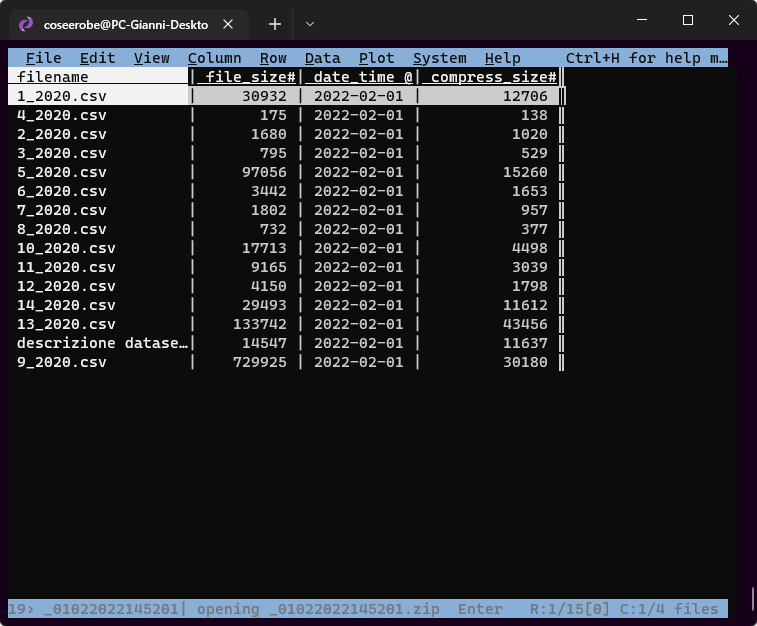 coseerobe@PC-Gianni-Deskto
File Edit View Column Row Data Plot System Help Ctrl+H for help m…
filename | file_size#| date_time @| compress_size#‖
1_2020.csv | 30932 | 2022-02-01 | 12706 ‖
4_2020.csv | 175 | 2022-02-01 | 138 ‖
2_2020.csv | 1680 | 2022-02-01 | 1020 ‖
3_2020.csv | 795 | 2022-02-01 | 529 ‖
5_2020.csv | 97056 | 2022-02-01 | 15260 ‖
6_2020.csv | 3442 | 2022-02-01 | 1653 ‖
7_2020.csv | 1802 | 2022-02-01 | 957 ‖
8_2020.csv | 732 | 2022-02-01 | 377 ‖
10_2020.csv | 17713 | 2022-02-01 | 4498 ‖
11_2020.csv | 9165 | 2022-02-01 | 3039 ‖
12_2020.csv | 4150 | 2022-02-01 | 1798 ‖
14_2020.csv | 29493 | 2022-02-01 | 11612 ‖
13_2020.csv | 133742 | 2022-02-01 | 43456 ‖
descrizione datase…| 14547 | 2022-02-01 | 11637 ‖
9_2020.csv | 729925 | 2022-02-01 | 30180 ‖
19› _01022022145201| opening _01022022145201.zip Enter R:1/15[0] C:1/4 files